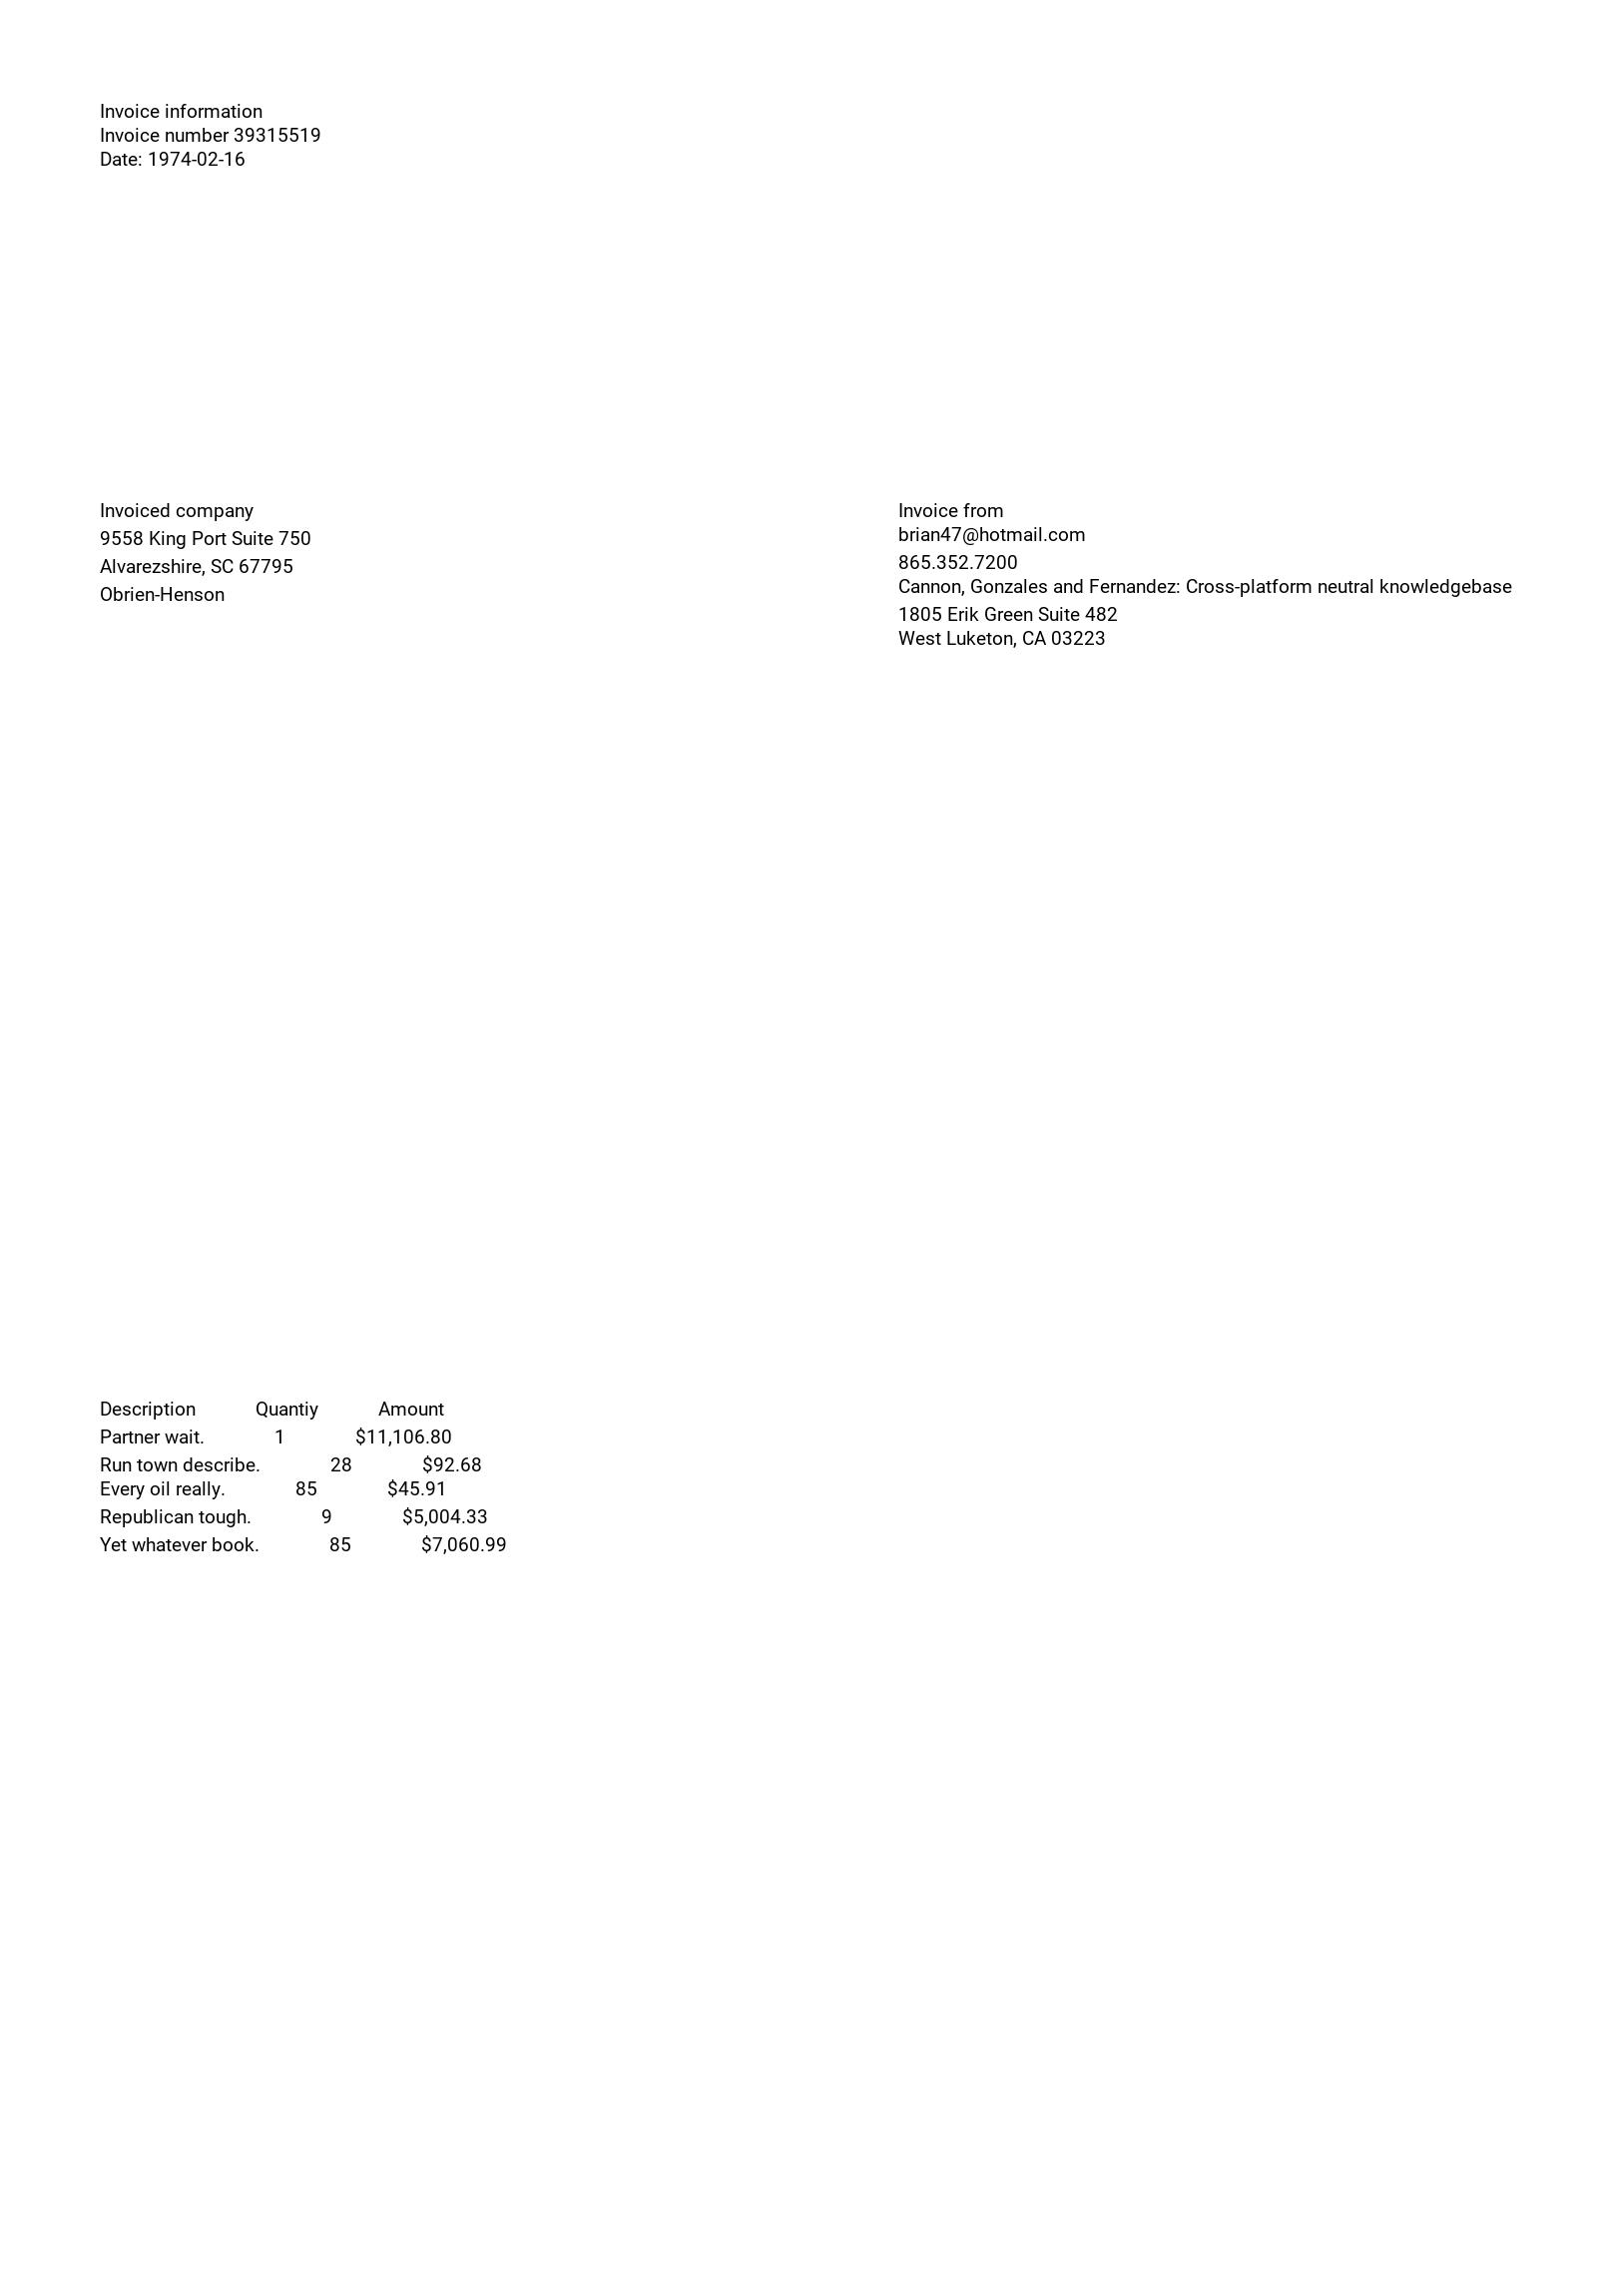 Invoice information
Invoice number 39315519
Date: 1974-02-16
Invoiced company
9558 King Port Suite 750
Alvarezshire, SC 67795
Obrien-Henson
Invoice from
brian47@hotmail.com
865.352.7200
Cannon, Gonzales and Fernandez: Cross-platform neutral knowledgebase
1805 Erik Green Suite 482
West Luketon, CA 03223
Description Quantiy Amount
Partner wait. 1 $11,106.80
Run town describe. 28 $92.68
Every oil really. 85 $45.91
Republican tough. 9 $5,004.33
Yet whatever book. 85 $7,060.99